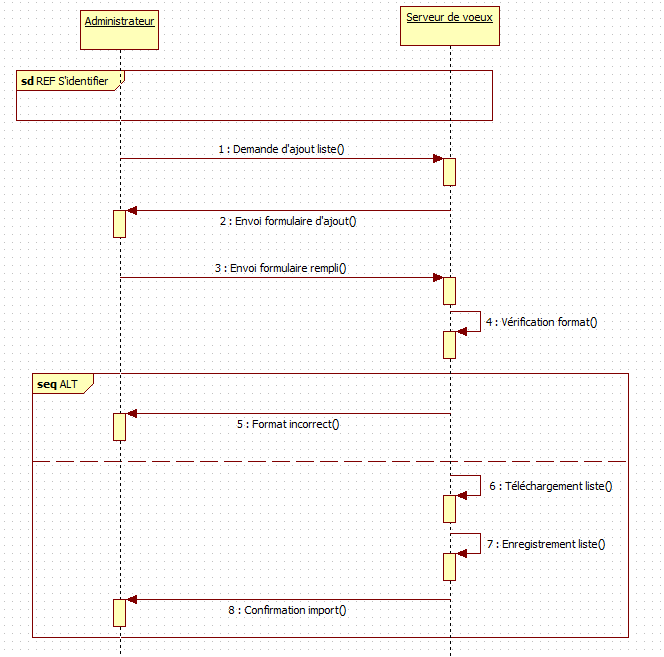 Administrateur
Serveur de voeux
sd REF S'identifier
1 : Demande d'ajout liste()
2 : Envoi formulaire d'ajout()
3 : Envoi formulaire rempli()
4 : Vérification format()
seq ALT
5 : Format incorrect()
6 : Téléchargement liste()
7 : Enregistrement liste()
8 : Confirmation import()